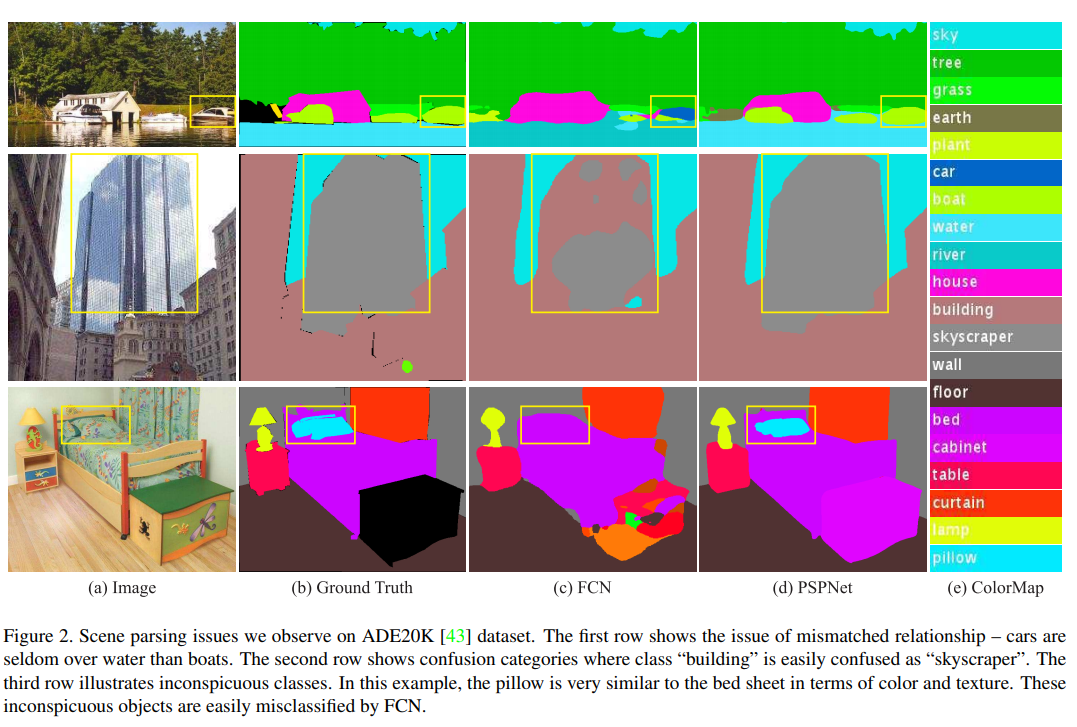 sky
tree
grass
earth
plant
car
boat
water
river
house
building
skyscraper
wall
floor
bed
cabinet
table
curtain
lamp
pillow
(a) Image (b) Ground Truth (c) FCN (d) PSPNet (e) ColorMap
Figure 2. Scene parsing issues we observe on ADE20K [43] dataset. The first row shows the issue of mismatched relationship – cars are
seldom over water than boats. The second row shows confusion categories where class “building” is easily confused as “skyscraper”. The
third row illustrates inconspicuous classes. In this example, the pillow is very similar to the bed sheet in terms of color and texture. These
inconspicuous objects are easily misclassified by FCN.